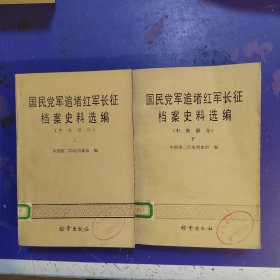 国民党军追堵红军长征
档案史料选编
(中央部分)
上
中国第二历史档案馆 编
档案出版社
国民党军追堵红军长征
档案史料选编
(中央部分)
下
中国第二历史档案馆 编
档案出版社